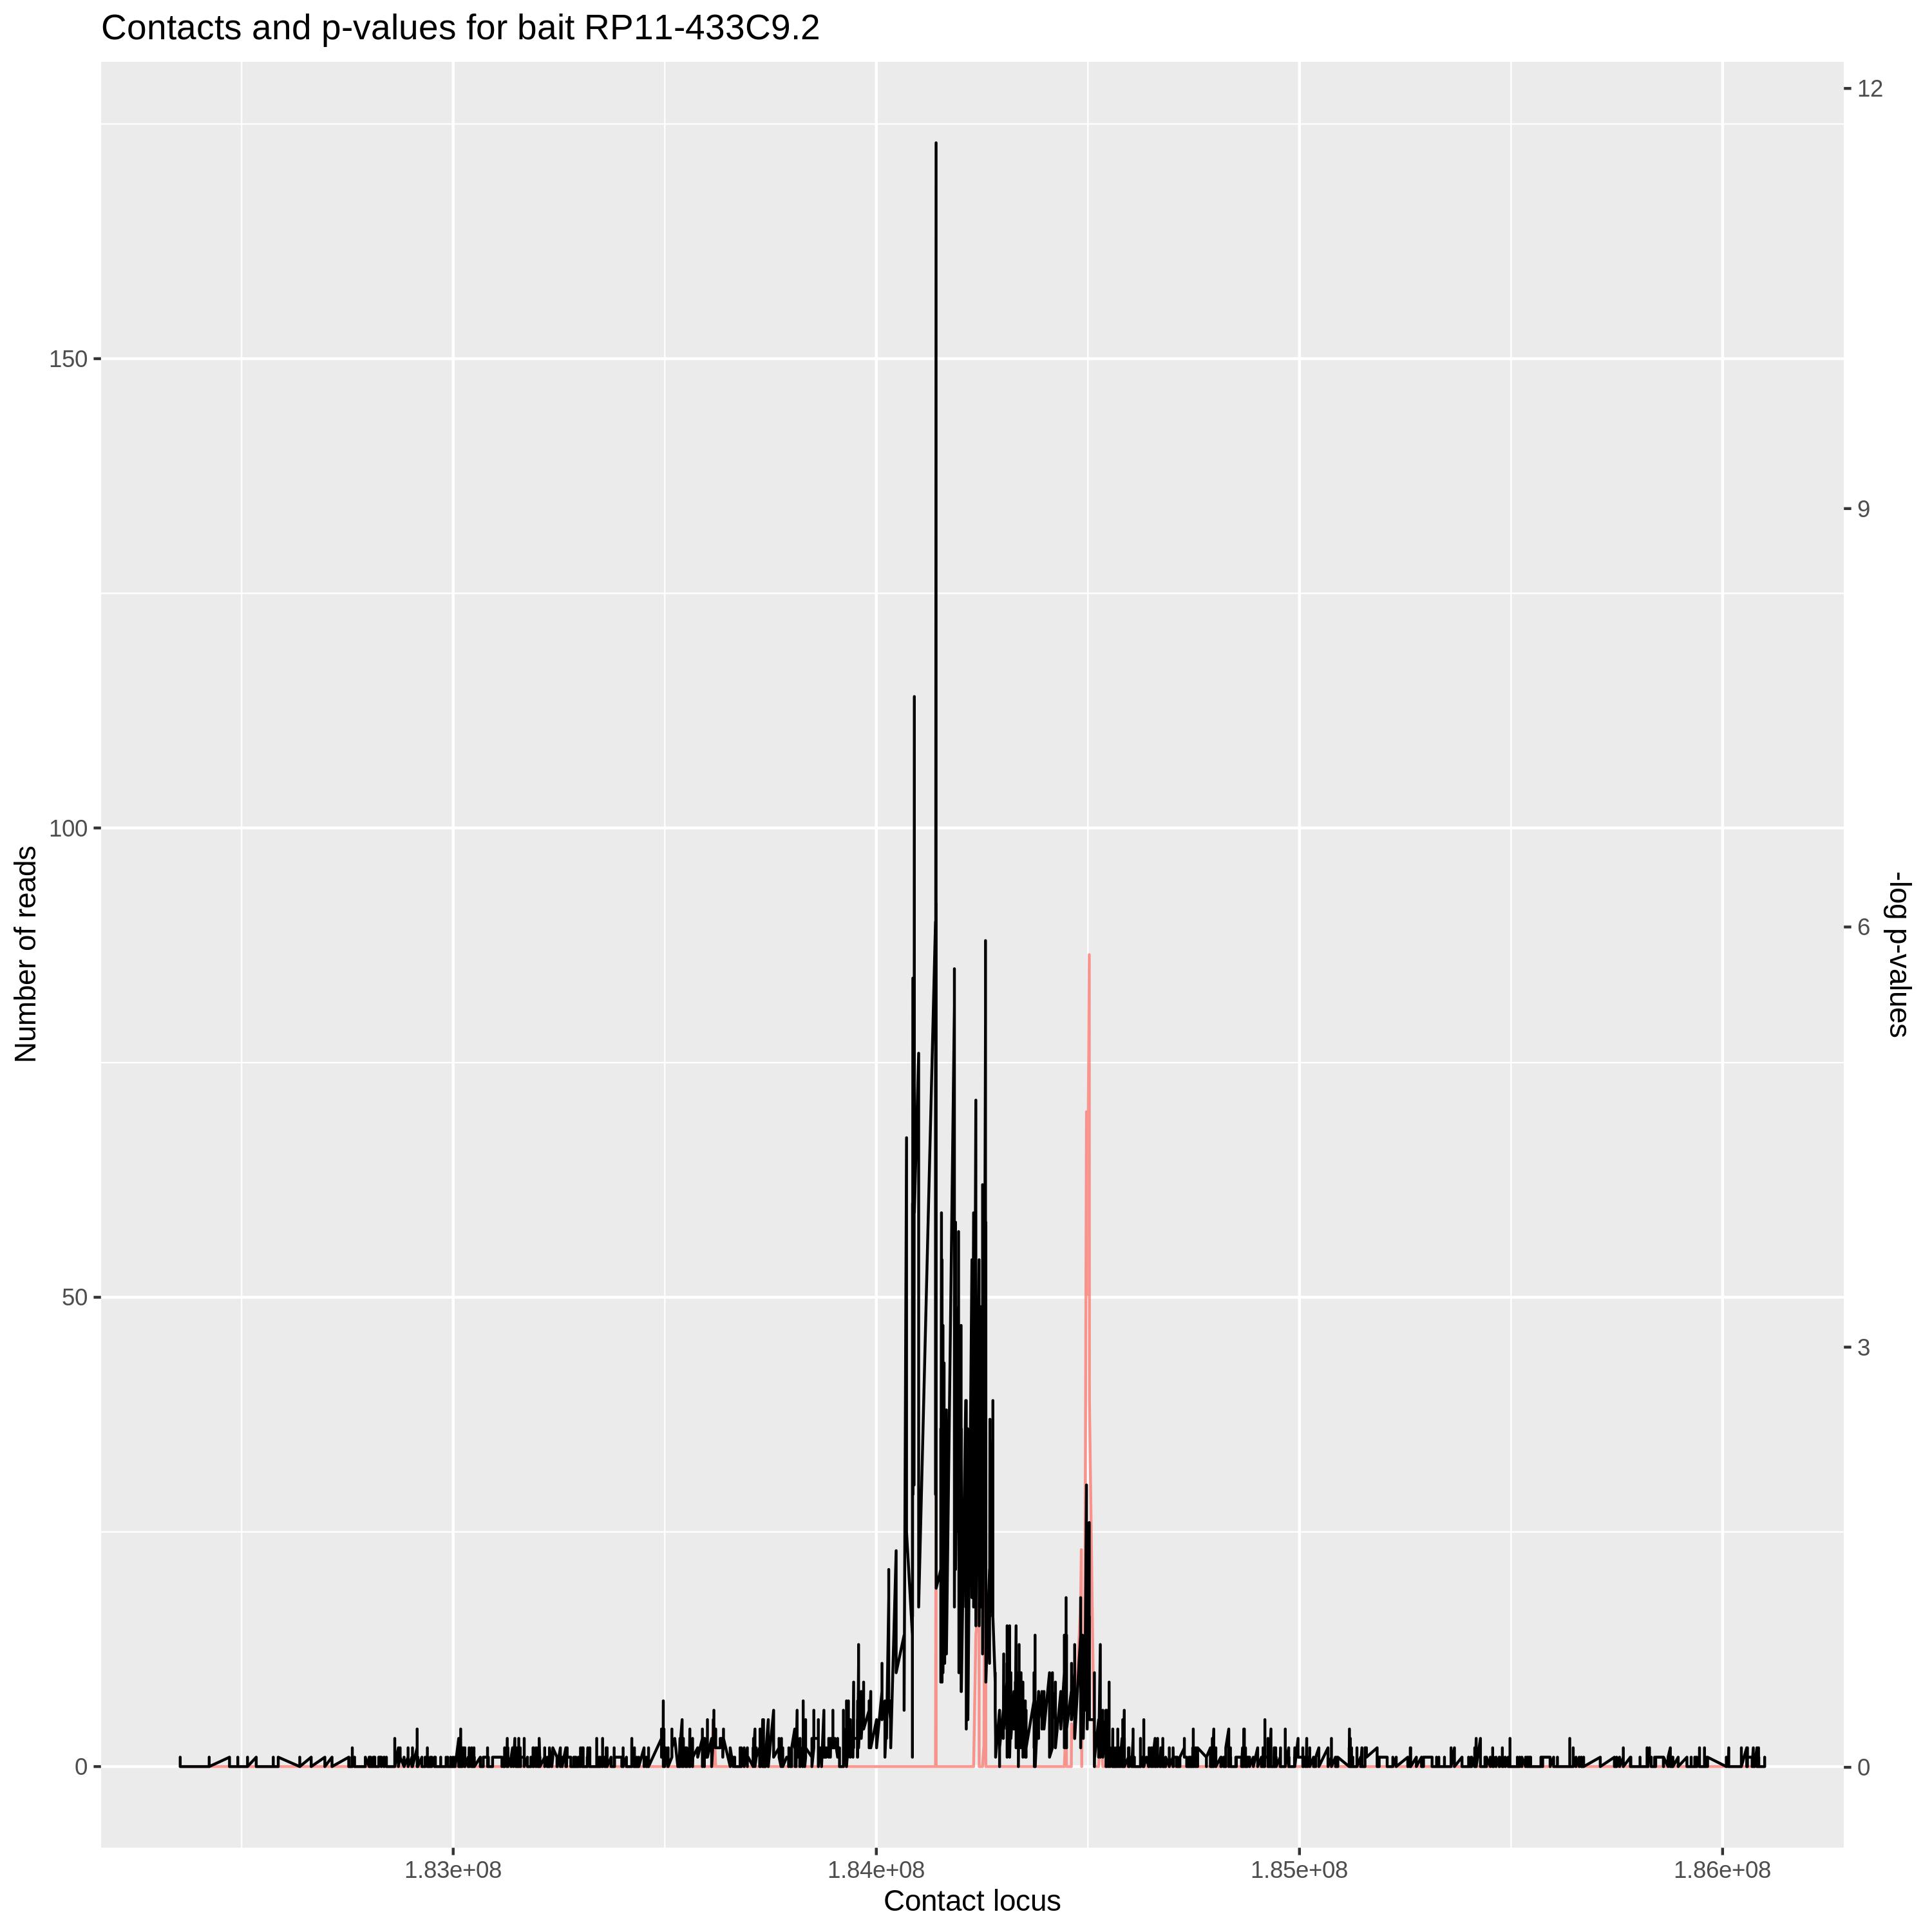 Contacts and p-values for bait RP11-433C9.2
Number of reads
150
100
50
0
12
9
6
3
0
-log p-values
1.83e+08
1.84e+08
1.85e+08
1.86e+08
Contact locus